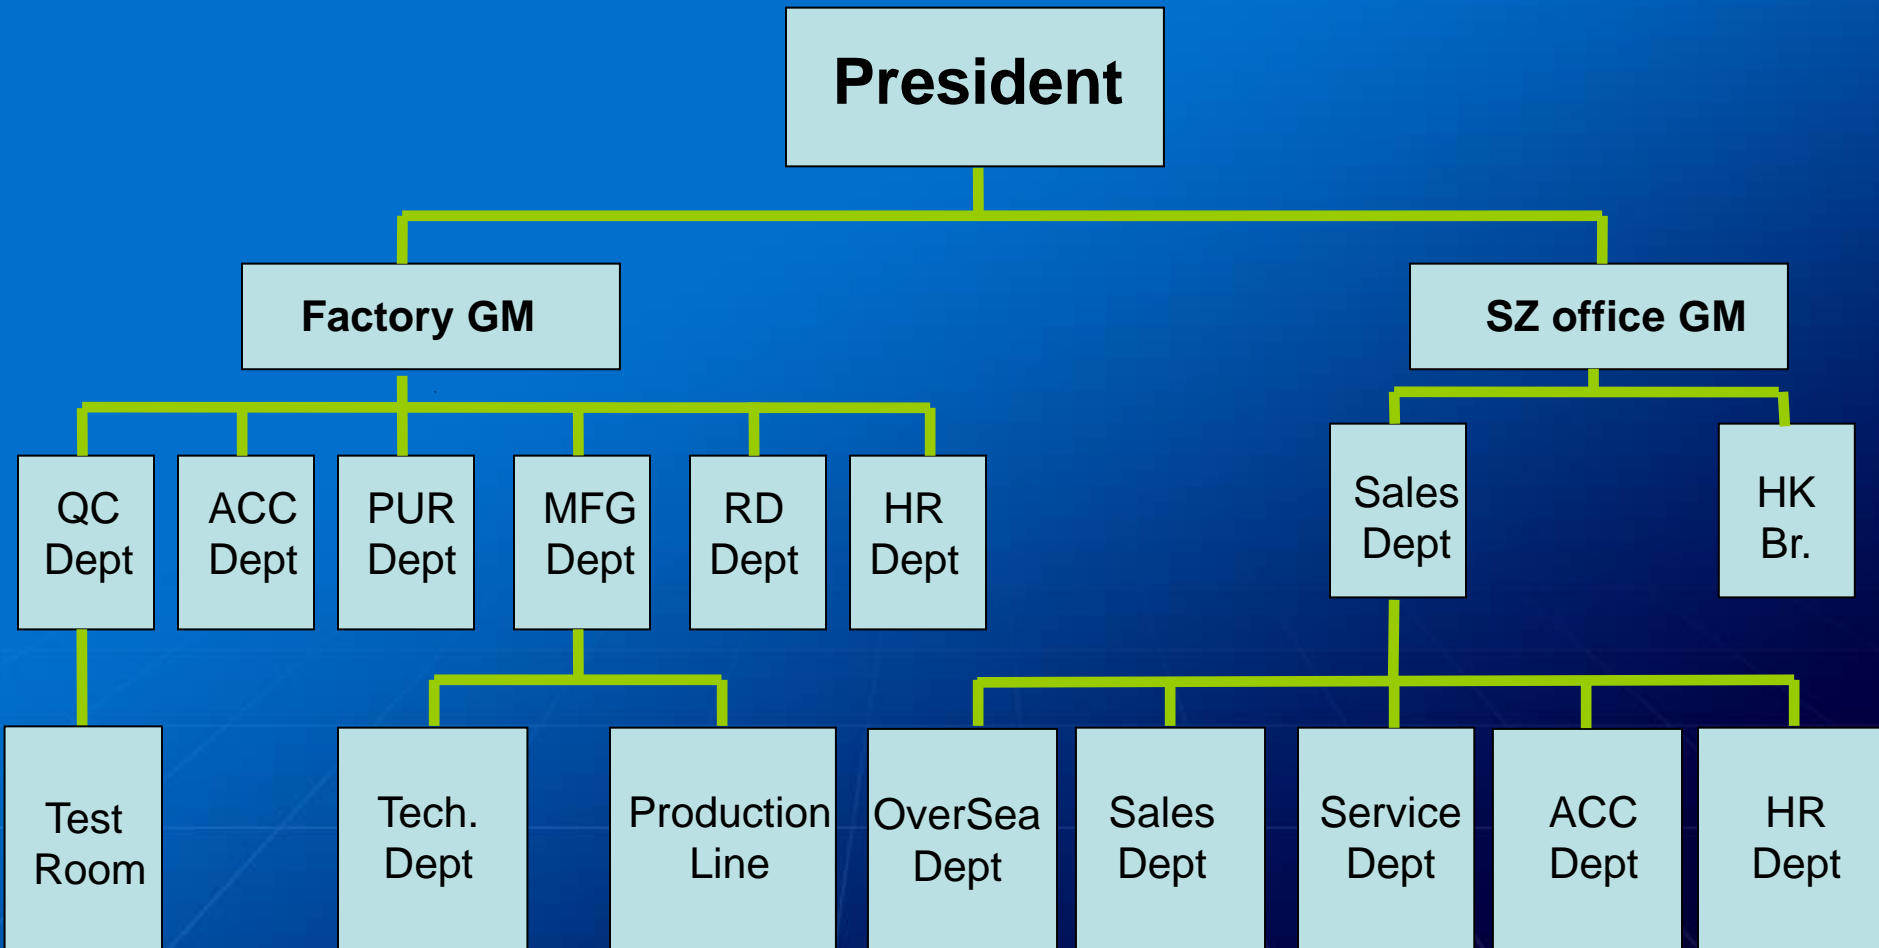 President
Factory GM
SZ office GM
QC
Dept
ACC
Dept
PUR
Dept
MFG
Dept
RD
Dept
HR
Dept
Sales
Dept
HK
Br.
Test
Room
Tech.
Dept
Production
Line
OverSea
Dept
Sales
Dept
Service
Dept
ACC
Dept
HR
Dept